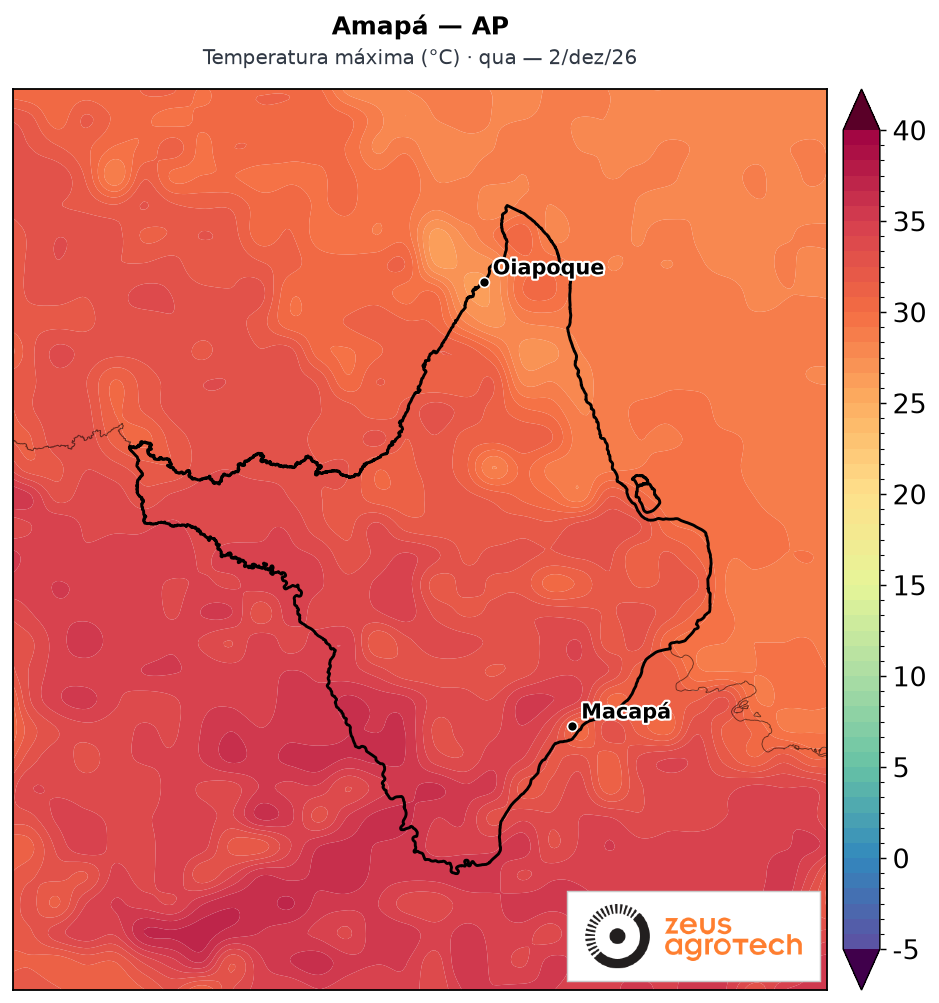 Amapá — AP
Temperatura máxima (°C) · qua — 2/dez/26
Oiapoque
Macapá
40
35
30
25
20
15
10
5
0
-5
zeus
agrotech